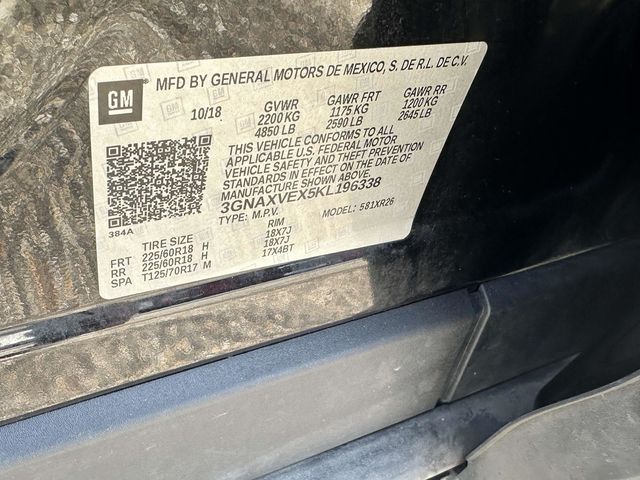 MFD BY GENERAL MOTORS DE MEXICO, S. DE R.L. DE C.V.
GM
10/18 GVWR GAWR FRT GAWR RR
2200 KG 1175 KG 1200 KG
4850 LB 2590 LB 2645 LB
THIS VEHICLE CONFORMS TO ALL
APPLICABLE U.S. FEDERAL MOTOR
VEHICLE SAFETY AND THEFT PREVENTION
STANDARDS IN EFFECT ON THE DATE OF
MANUFACTURE SHOWN ABOVE.
3GNAXVEX5KL196338
TYPE: M.P.V. MODEL: 581XR26
384A
TIRE SIZE RIM
FRT 225/60R18 H 18X7J
RR 225/60R18 H 18X7J
SPA T125/70R17 M 17X4BT